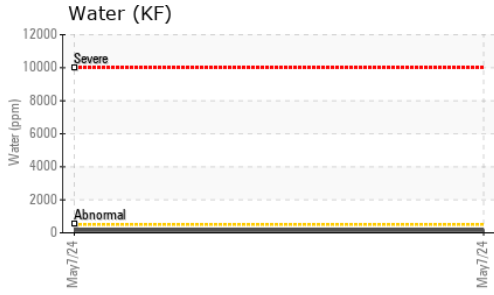 Water (KF)
12000
Severe
10000
8000
Water (ppm)
6000
4000
2000
Abnormal
0
May7/24
May7/24